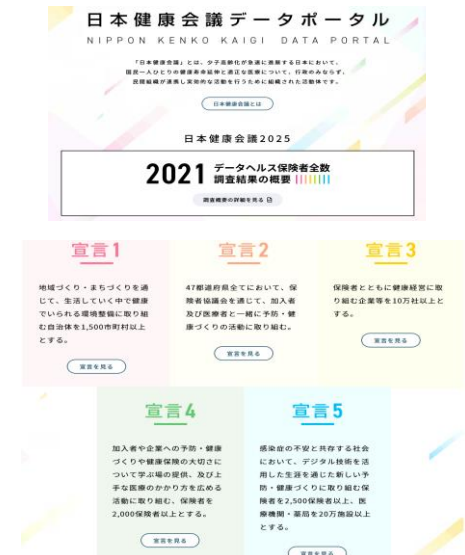 日本健康会議データポータル
NIPPON KENKO KAIGI DATA PORTAL
「日本健康会議」とは、少子高齢化が急速に進展する日本において、
国民一人ひとりの健康寿命延伸と適正な医療について、行政のみならず、
民間組織が連携し実効的な活動を行うために組織された活動体です。
日本健康会議とは
日本健康会議2025
2021 データヘルス保険者全数
調査結果の概要
調査概要の詳細を見る
宣言1
地域づくり・まちづくりを通
じて、生活していく中で健康
でいられる環境整備に取り組
む自治体を1,500市町村以上
とする。
宣言を見る
宣言2
47都道府県全てにおいて、保
険者協議会を通じて、加入者
及び医療者と一緒に予防・健
康づくりの活動に取り組む。
宣言を見る
宣言3
保険者とともに健康経営に取
り組む企業等を10万社以上と
する。
宣言を見る
宣言4
加入者や企業への予防・健康
づくりや健康保険の大切さに
ついて学ぶ場の提供、及び上
手な医療のかかり方を広める
活動に取り組む、保険者を
2,000保険者以上とする。
宣言を見る
宣言5
感染症の不安と共存する社会
において、デジタル技術を活
用した生涯を通じた新しい予
防・健康づくりに取り組む保
険者を2,500保険者以上、医
療機関・薬局を20万施設以上
とする。
宣言を見る